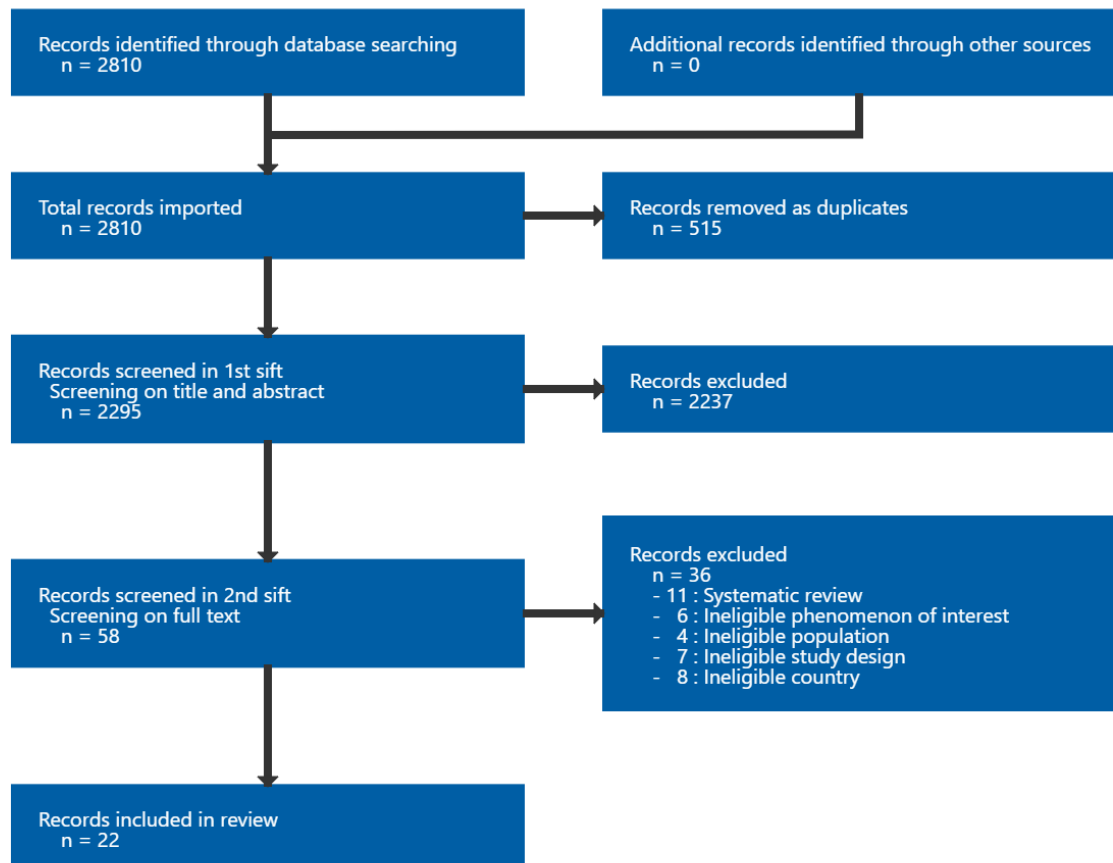 Records identified through database searching
n = 2810
Additional records identified through other sources
n = 0
Total records imported
n = 2810
Records removed as duplicates
n = 515
Records screened in 1st sift
Screening on title and abstract
n = 2295
Records excluded
n = 2237
Records screened in 2nd sift
Screening on full text
n = 58
Records excluded
n = 36
- 11 : Systematic review
- 6 : Ineligible phenomenon of interest
- 4 : Ineligible population
- 7 : Ineligible study design
- 8 : Ineligible country
Records included in review
n = 22